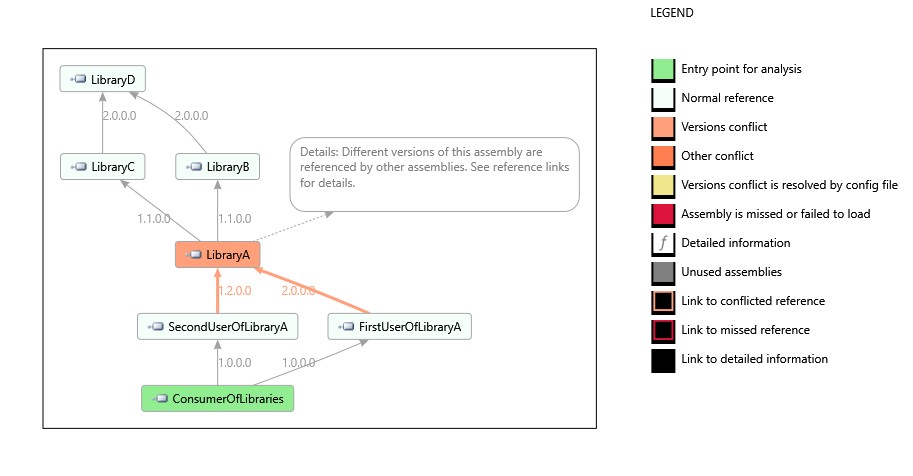 LEGEND
LibraryD
2.0.0.0
2.0.0.0
LibraryC
LibraryB
Details: Different versions of this assembly are
referenced by other assemblies. See reference links
for details.
1.1.0.0
1.1.0.0
LibraryA
1.2.0.0
2.0.0.0
SecondUserOfLibraryA
FirstUserOfLibraryA
1.0.0.0
1.0.0.0
ConsumerOfLibraries
Entry point for analysis
Normal reference
Versions conflict
Other conflict
Versions conflict is resolved by config file
Assembly is missed or failed to load
f
Detailed information
Unused assemblies
Link to conflicted reference
Link to missed reference
Link to detailed information